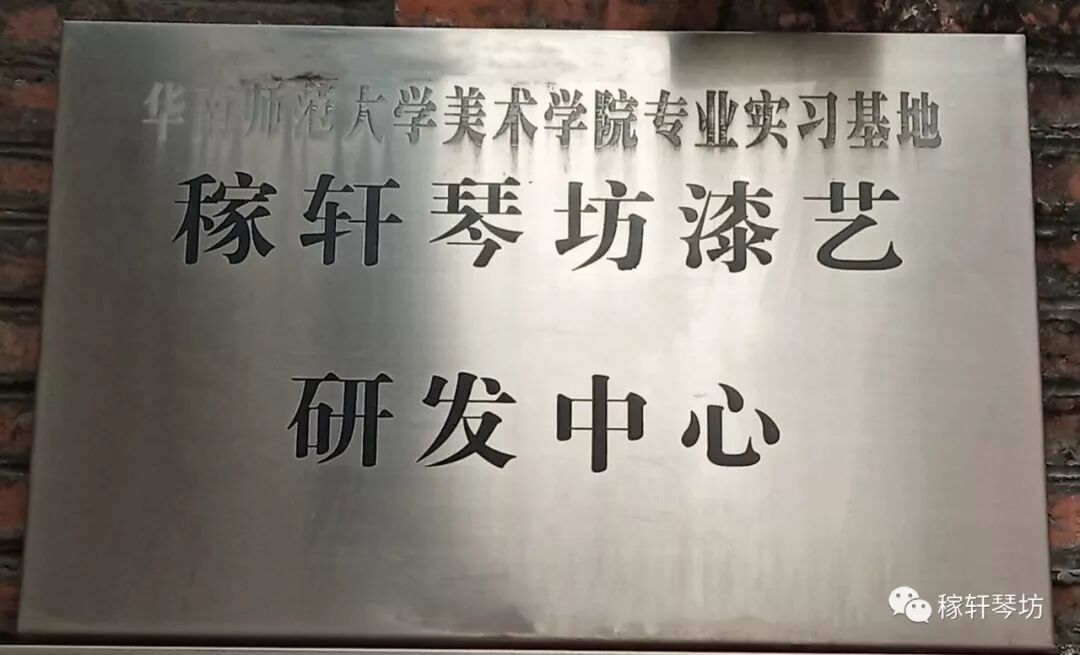 华南师范大学美术学院专业实习基地
稼轩琴坊漆艺
研发中心
稼轩琴坊